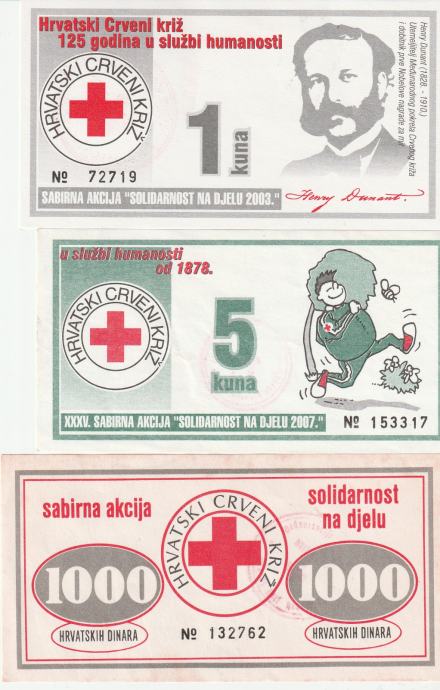 Hrvatski Crveni križ
125 godina u službi humanosti
HRVATSKI CRVENI KRIŽ
1
kuna
Henry Dunant (1828. - 1910.)
Utemeljitelj Međunarodnog pokreta Crvenog križa
i dobitnik prve Nobelove nagrade za mir
№ 72719
SABIRNA AKCIJA "SOLIDARNOST NA DJELU 2003."
Henry Dunant.
u službi humanosti
od 1878.
HRVATSKI CRVENI KRIŽ
5
kuna
XXXV. SABIRNA AKCIJA "SOLIDARNOST NA DJELU 2007."
№ 153317
sabirna akcija
HRVATSKI CRVENI KRIŽ
solidarnost
na djelu
1000
1000
HRVATSKIH DINARA
№ 132762
HRVATSKIH DINARA